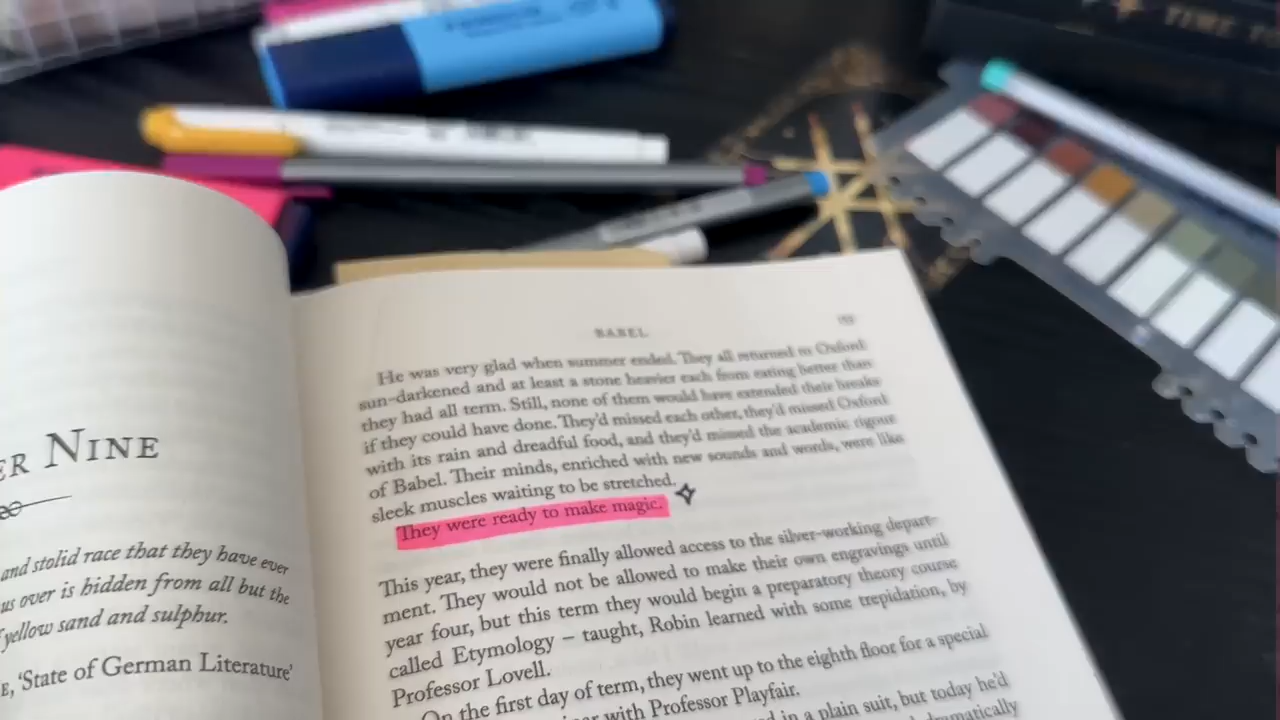 TIME
ER NINE
and stolid race that they have ever
us over is hidden from all but the
yellow sand and sulphur.
E, 'State of German Literature'
BABEL
He was very glad when summer ended. They all returned to Oxford
sun-darkened and at least a stone heavier each from eating better than
they had all term. Still, none of them would have extended their breaks
if they could have done. They'd missed each other, they'd missed Oxford
with its rain and dreadful food, and they'd missed the academic rigour
of Babel. Their minds, enriched with new sounds and words, were like
sleek muscles waiting to be stretched.
They were ready to make magic.
This year, they were finally allowed access to the silver-working depart-
ment. They would not be allowed to make their own engravings until
year four, but this term they would begin a preparatory theory course
called Etymology – taught, Robin learned with some trepidation, by
Professor Lovell.
On the first day of term, they went up to the eighth floor for a special
with Professor Playfair.
in a plain suit, but today he'd
dramatically